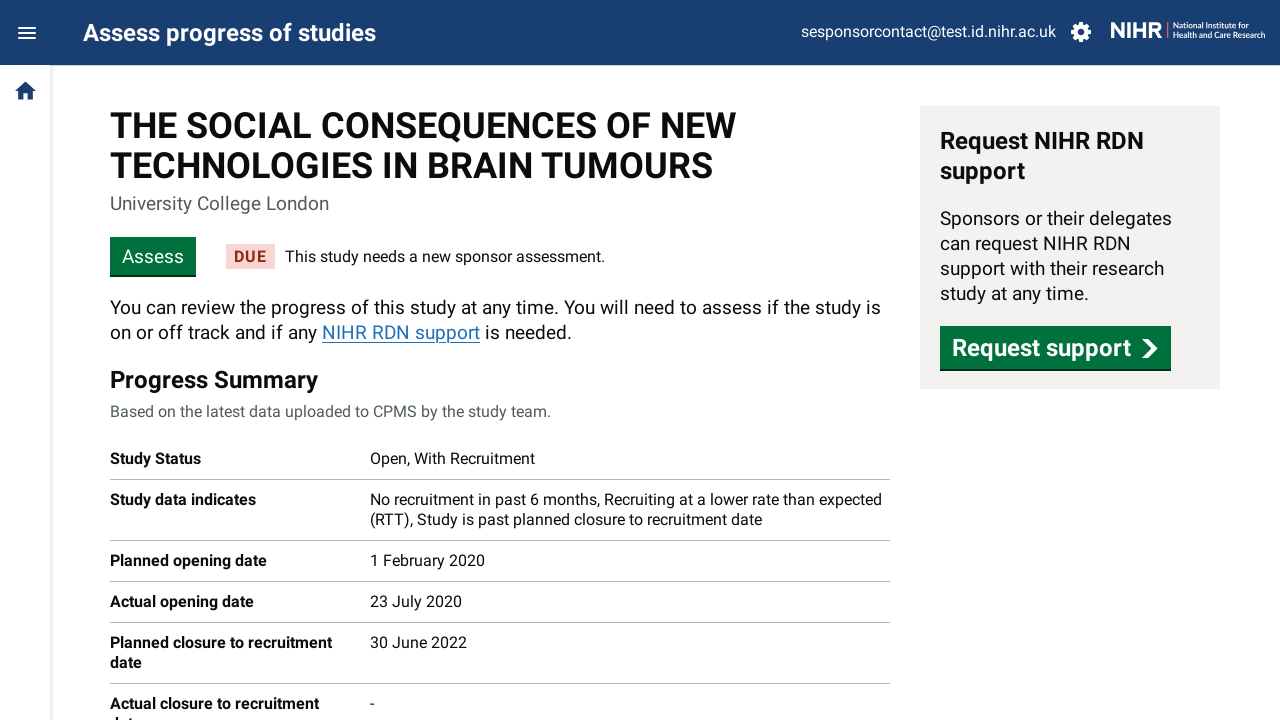 Assess progress of studies
sesponsorcontact@test.id.nihr.ac.uk
NIHR | National Institute for
Health and Care Research
THE SOCIAL CONSEQUENCES OF NEW
TECHNOLOGIES IN BRAIN TUMOURS
University College London
Assess
DUE
This study needs a new sponsor assessment.
You can review the progress of this study at any time. You will need to assess if the study is
on or off track and if any NIHR RDN support is needed.
Progress Summary
Based on the latest data uploaded to CPMS by the study team.
Study Status
Open, With Recruitment
Study data indicates
No recruitment in past 6 months, Recruiting at a lower rate than expected
(RTT), Study is past planned closure to recruitment date
Planned opening date
1 February 2020
Actual opening date
23 July 2020
Planned closure to recruitment
date
30 June 2022
Actual closure to recruitment
-
Request NIHR RDN
support
Sponsors or their delegates
can request NIHR RDN
support with their research
study at any time.
Request support